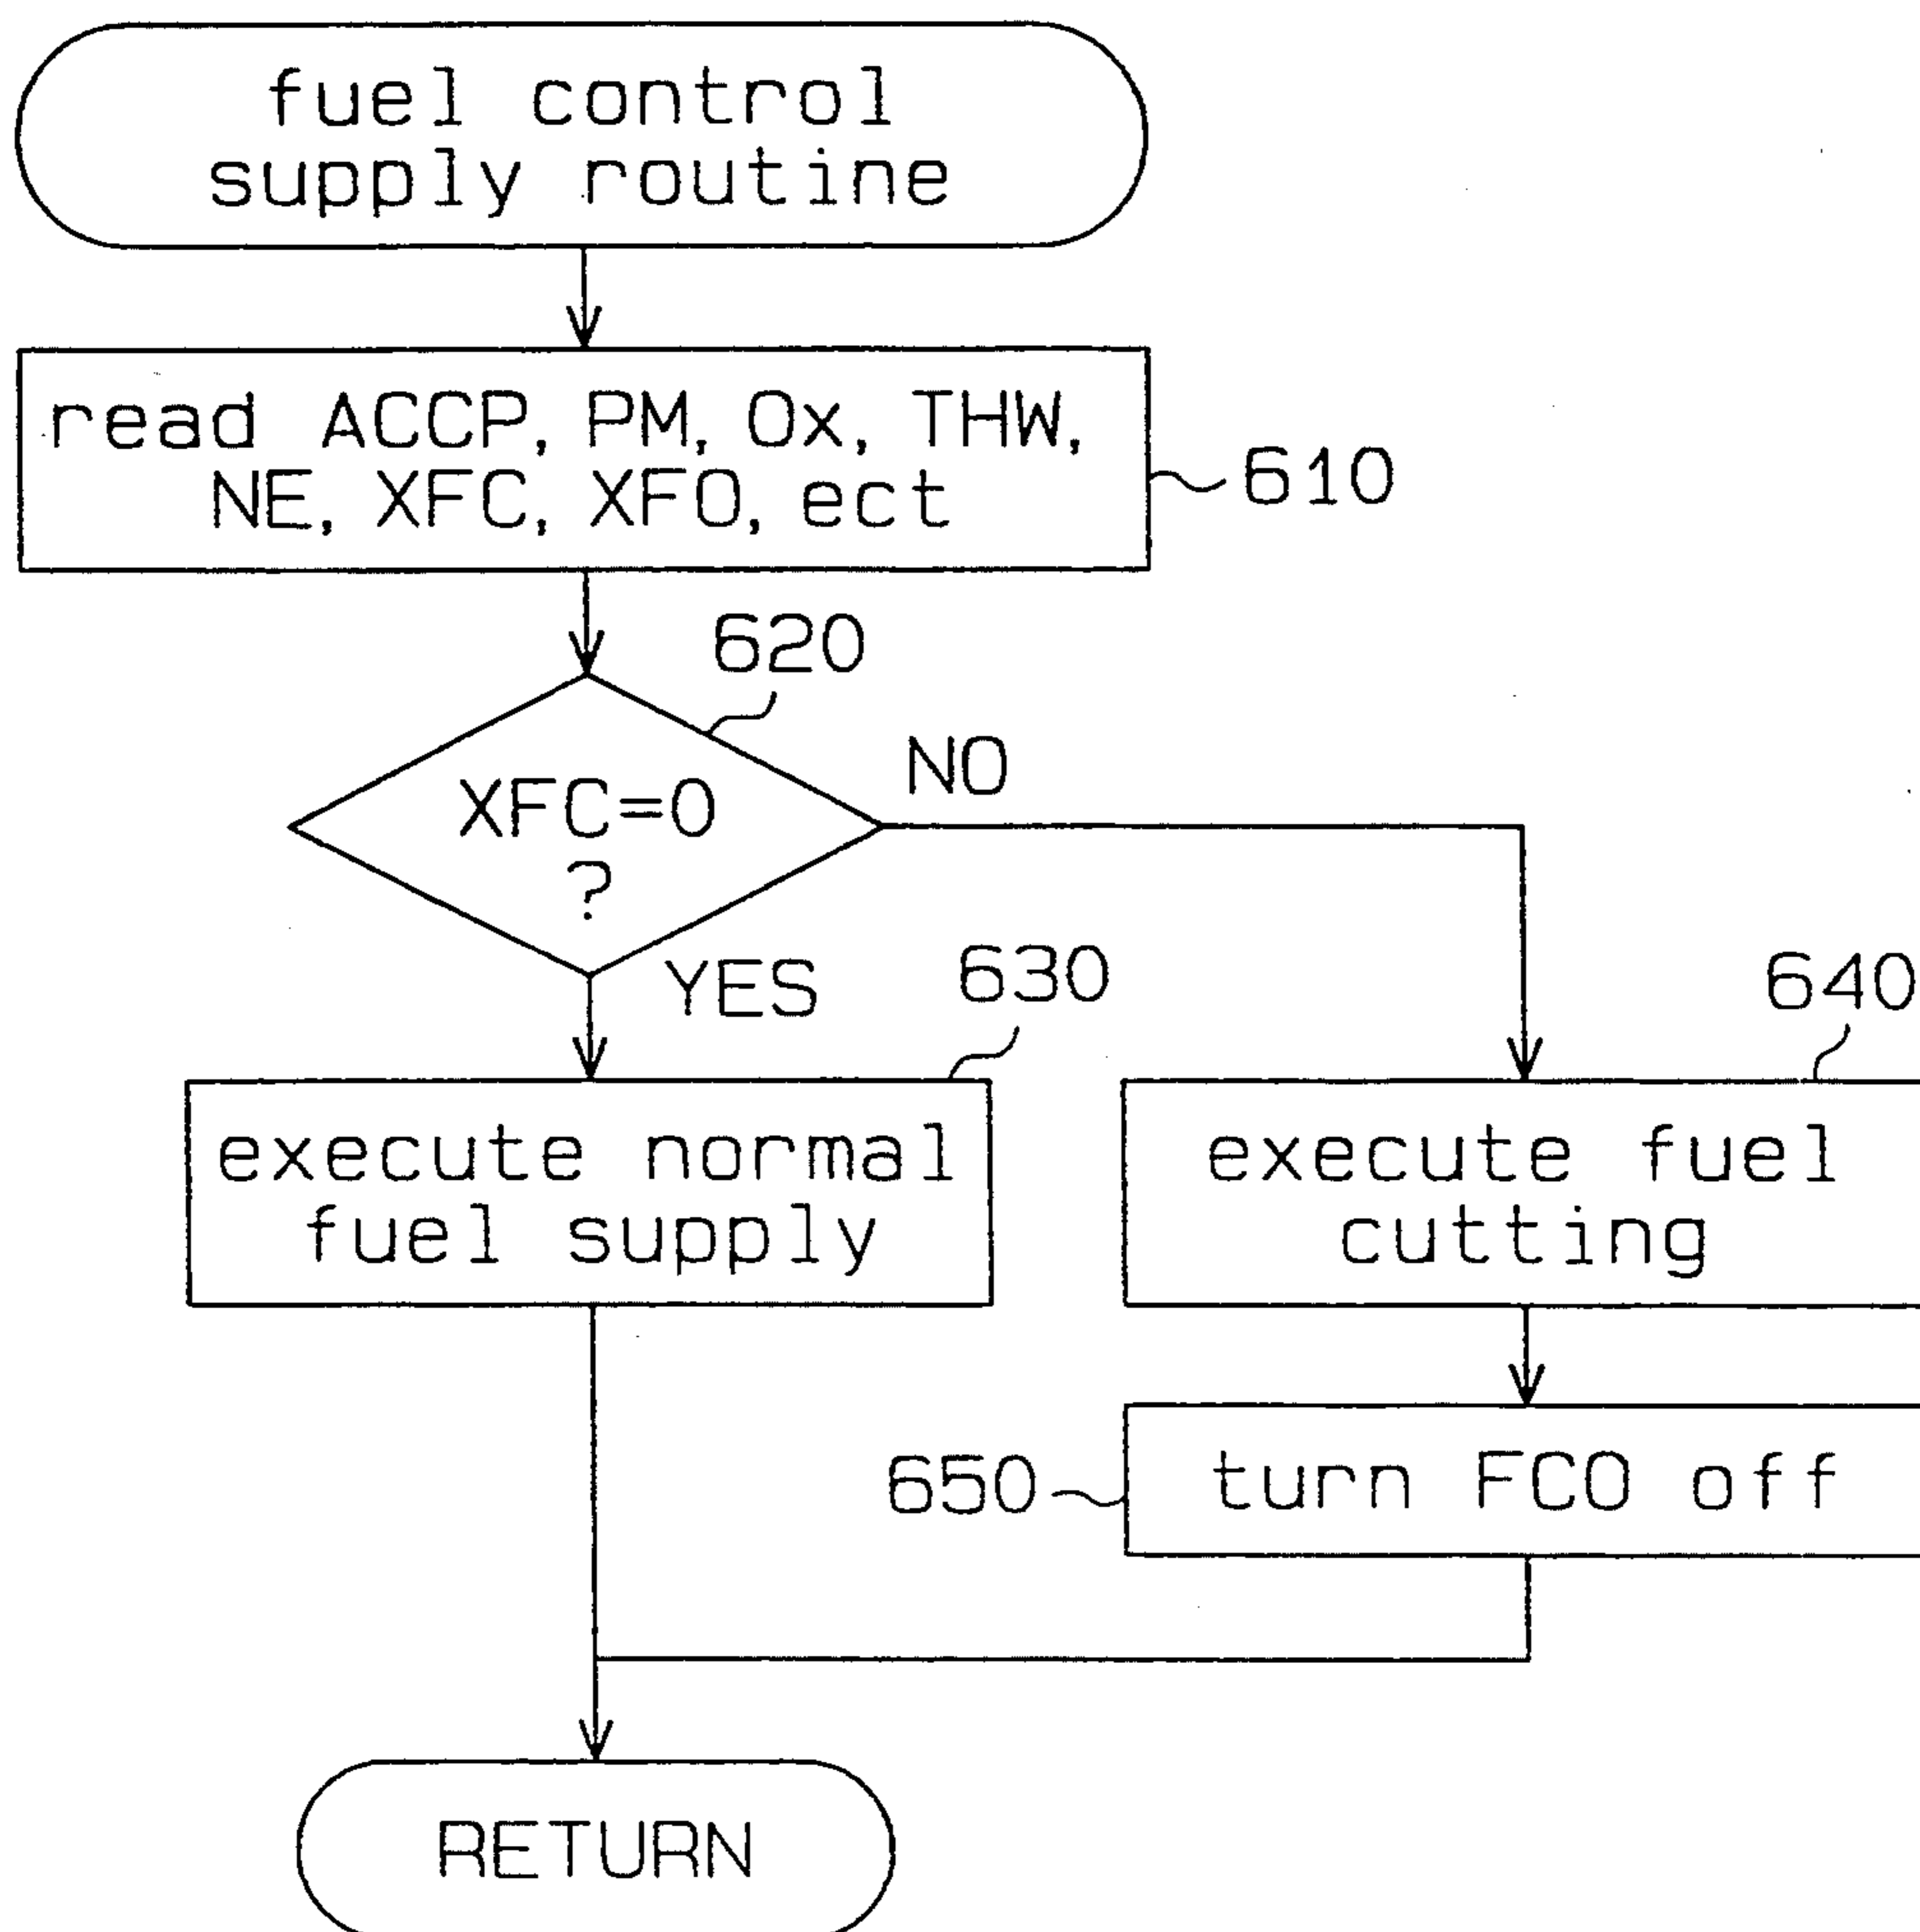 fuel control
supply routine
read ACCP, PM, Ox, THW,
NE, XFC, XFO, ect
610
620
XFC=0
?
NO
YES
630
640
execute normal
fuel supply
execute fuel
cutting
650
turn FCO off
RETURN